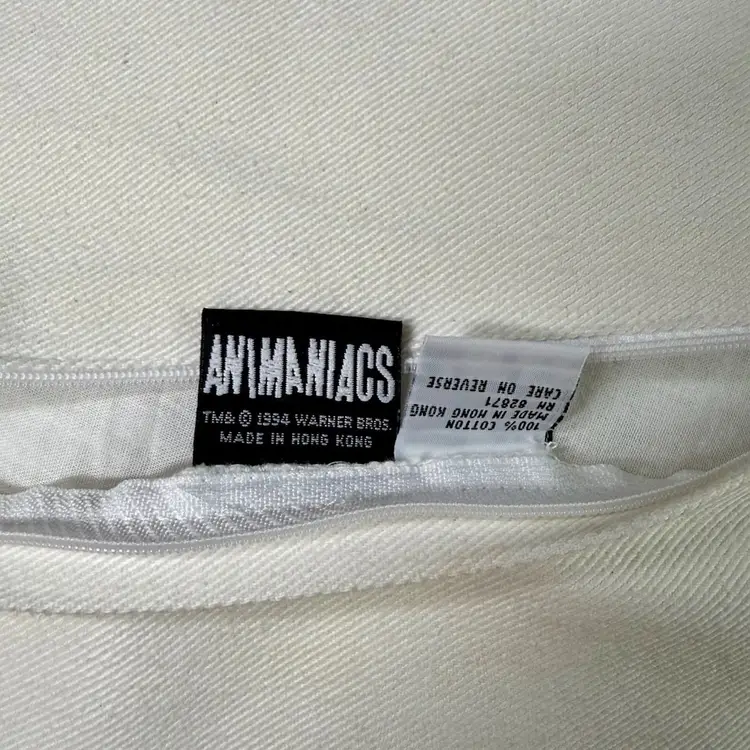 ANIMANIACS
TM& © 1994 WARNER BROS.
MADE IN HONG KONG
100% COTTON
MADE IN HONG KONG
RN 82871
CARE ON REVERSE